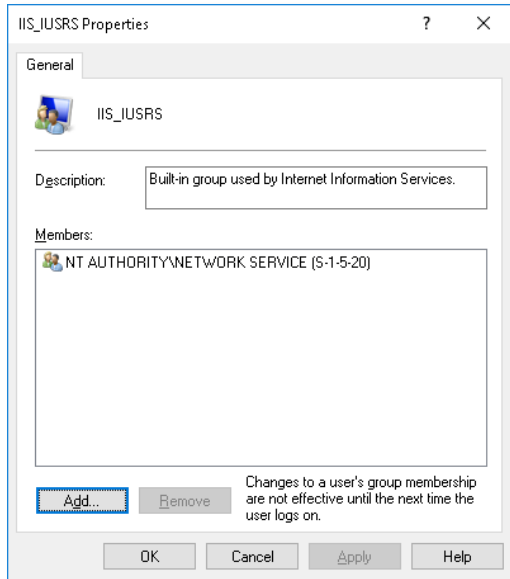 IIS_IUSRS Properties
?
General
IIS_IUSRS
Description:
Built-in group used by Internet Information Services.
Members:
NT AUTHORITY\NETWORK SERVICE (S-1-5-20)
Add...
Remove
Changes to a user's group membership
are not effective until the next time the
user logs on.
OK
Cancel
Apply
Help